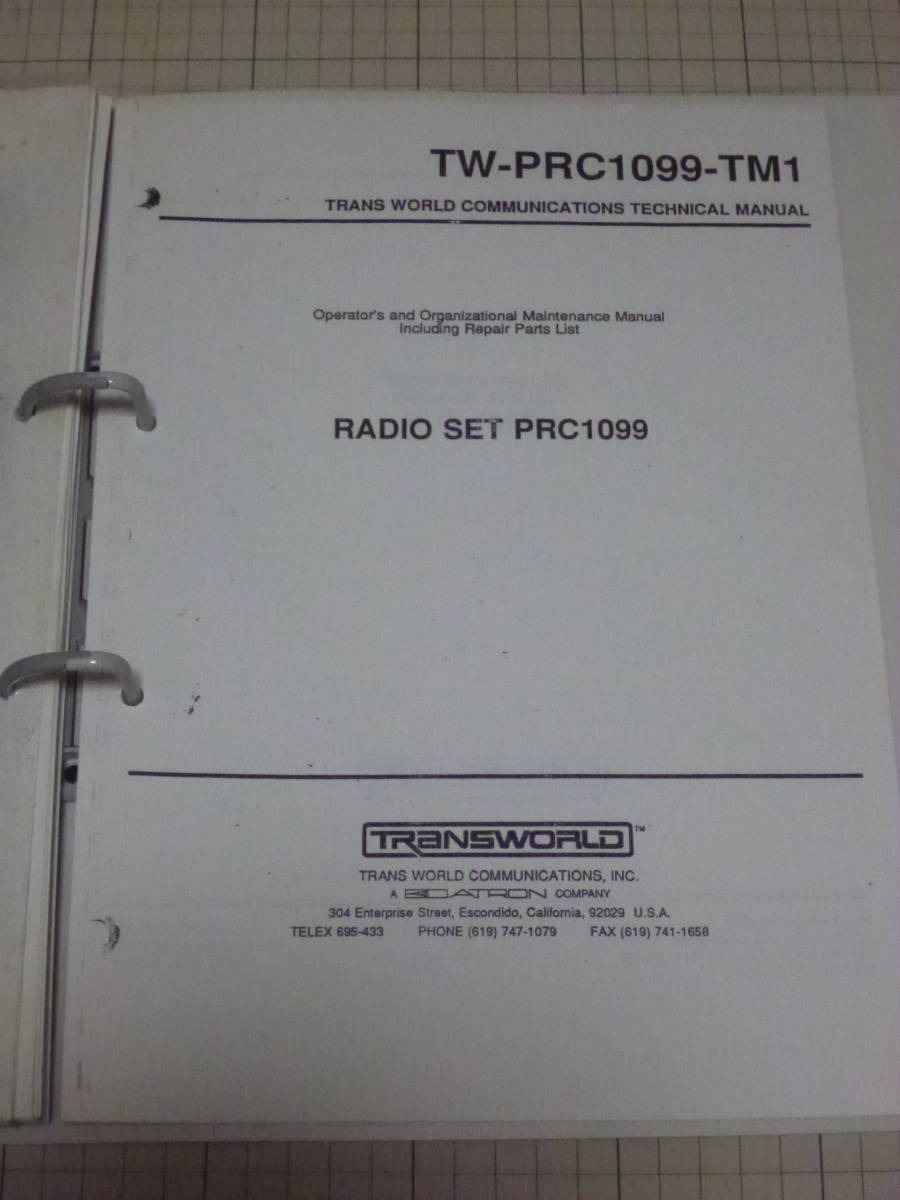 TW-PRC1099-TM1
TRANS WORLD COMMUNICATIONS TECHNICAL MANUAL
Operator's and Organizational Maintenance Manual
Including Repair Parts List
RADIO SET PRC1099
TRANSWORLD™
TRANS WORLD COMMUNICATIONS, INC.
A DATRON COMPANY
304 Enterprise Street, Escondido, California, 92029 U.S.A.
TELEX 695-433 PHONE (619) 747-1079 FAX (619) 741-1658